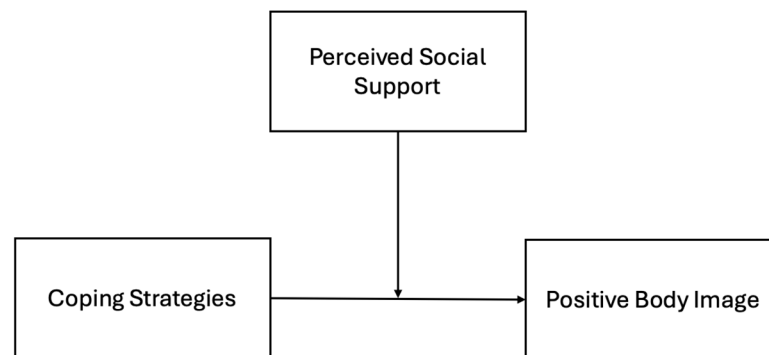 Perceived Social
Support
Coping Strategies
Positive Body Image